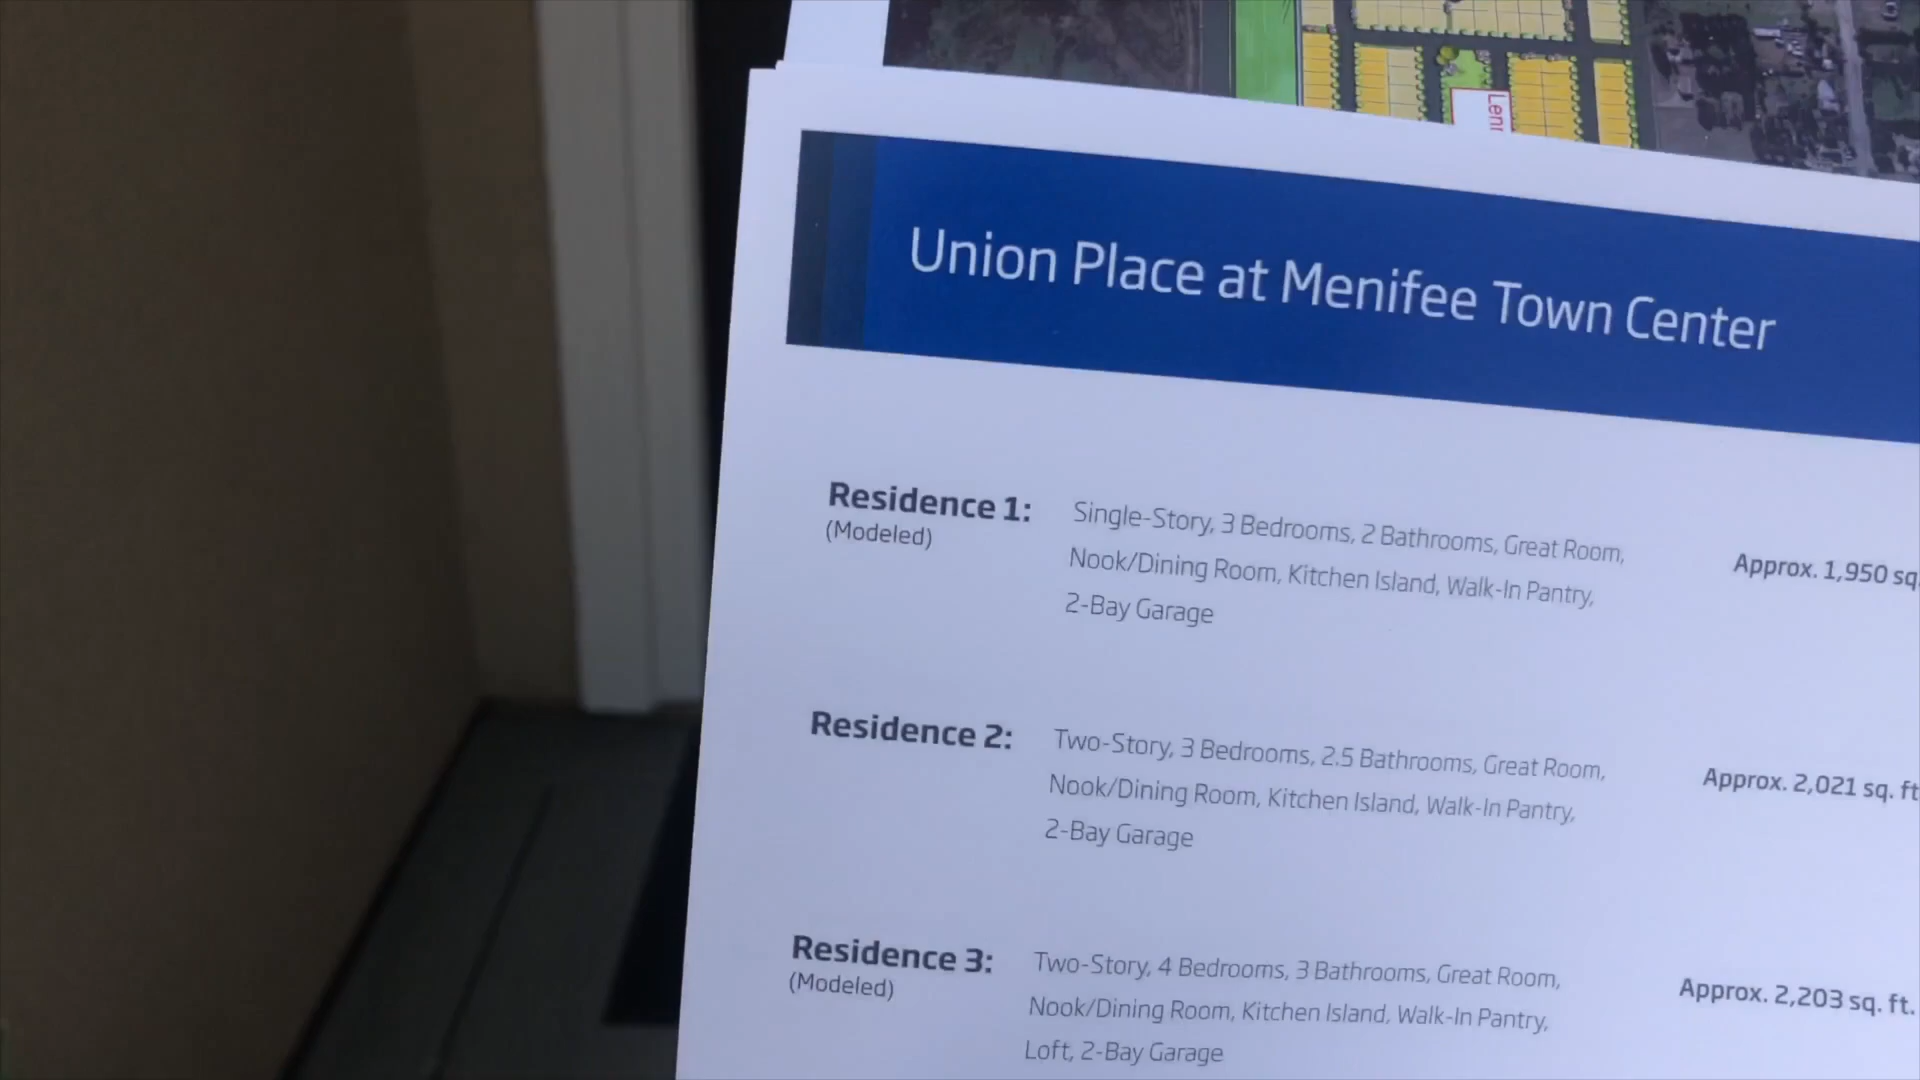 Union Place at Menifee Town Center
Residence 1:
(Modeled)
Single-Story, 3 Bedrooms, 2 Bathrooms, Great Room,
Nook/Dining Room, Kitchen Island, Walk-In Pantry,
2-Bay Garage
Approx. 1,950 sq.
Residence 2:
Two-Story, 3 Bedrooms, 2.5 Bathrooms, Great Room,
Nook/Dining Room, Kitchen Island, Walk-In Pantry,
2-Bay Garage
Approx. 2,021 sq. ft
Residence 3:
(Modeled)
Two-Story, 4 Bedrooms, 3 Bathrooms, Great Room,
Nook/Dining Room, Kitchen Island, Walk-In Pantry,
Loft, 2-Bay Garage
Approx. 2,203 sq. ft.